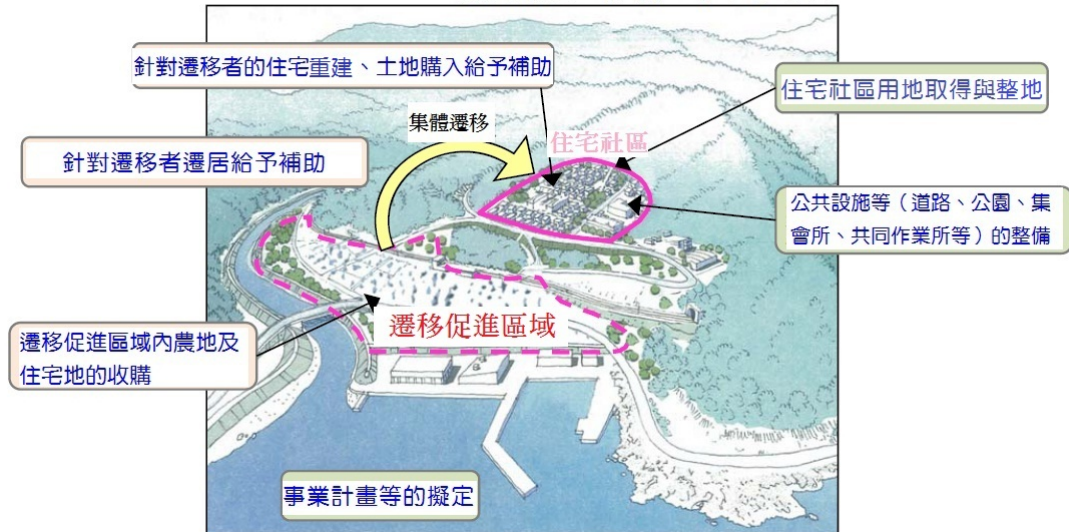 針對遷移者的住宅重建、土地購入給予補助
住宅社區用地取得與整地
集體遷移
住宅社區
針對遷移者遷居給予補助
公共設施等（道路、公園、集
會所、共同作業所等）的整備
遷移促進區域
遷移促進區域內農地及
住宅地的收購
事業計畫等的擬定